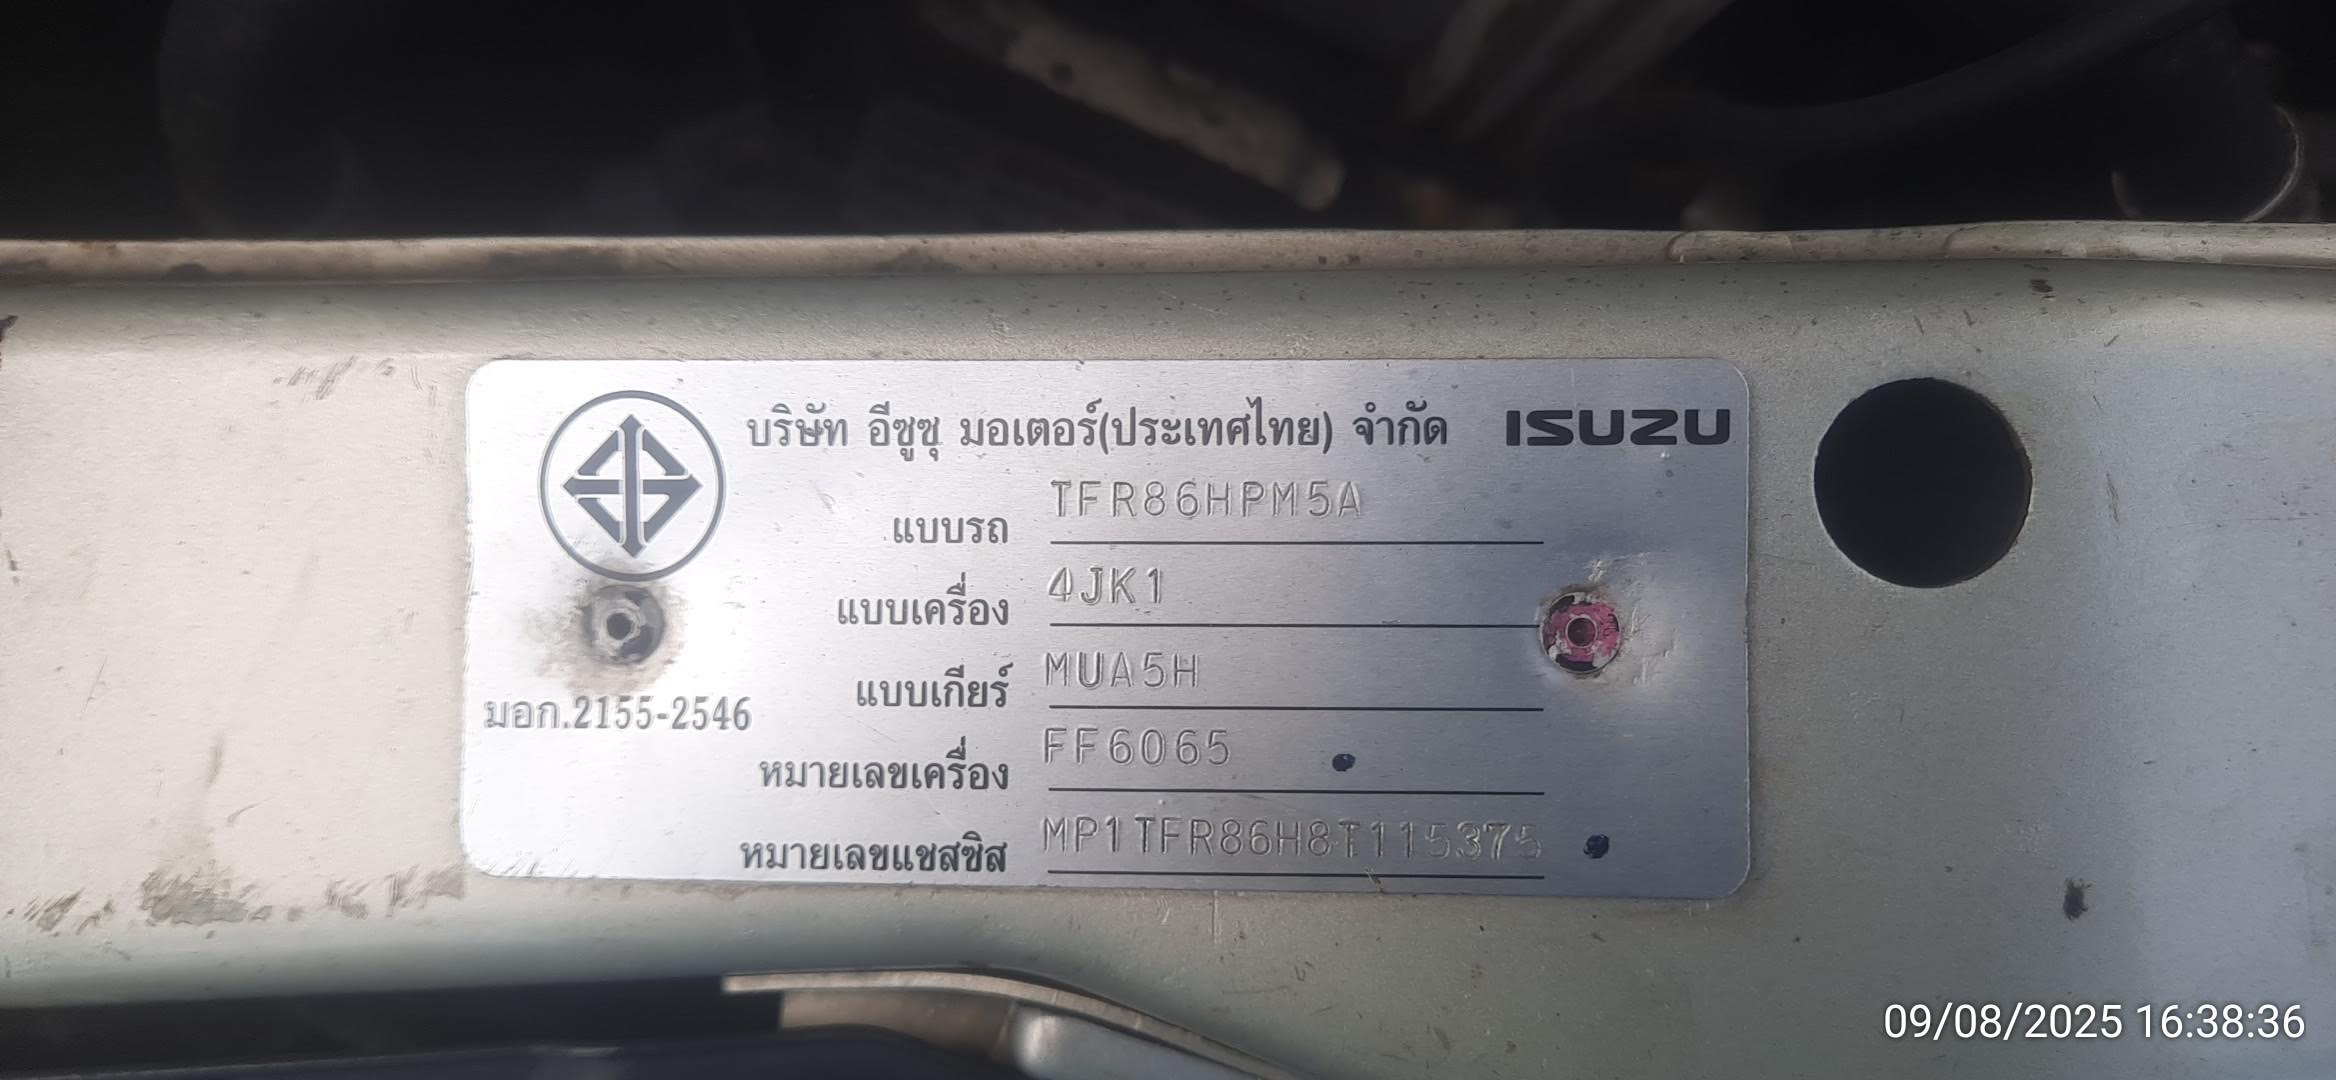 บริษัท อีซูซุ มอเตอร์(ประเทศไทย) จำกัด ISUZU
แบบรถ TFR86HPM5A
แบบเครื่อง 4JK1
แบบเกียร์ MUA5H
มอก.2155-2546
หมายเลขเครื่อง FF6065
หมายเลขแชสซิส MP1TFR86H8T115375
09/08/2025 16:38:36